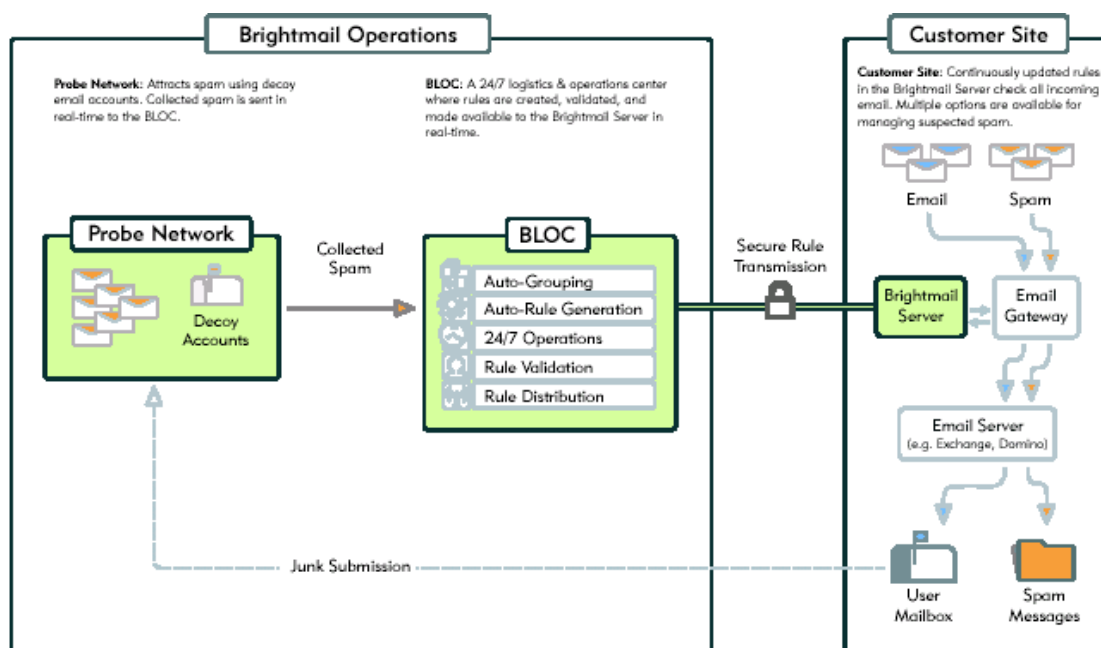 Brightmail Operations
Probe Network: Attracts spam using decoy
email accounts. Collected spam is sent in
real-time to the BLOC.
BLOC: A 24/7 logistics & operations center
where rules are created, validated, and
made available to the Brightmail Server in
real-time.
Probe Network
Decoy
Accounts
Collected
Spam
BLOC
Auto-Grouping
Auto-Rule Generation
24/7 Operations
Rule Validation
Rule Distribution
Secure Rule
Transmission
Junk Submission
Customer Site
Customer Site: Continuously updated rules
in the Brightmail Server check all incoming
email. Multiple options are available for
managing suspected spam.
Email
Spam
Brightmail
Server
Email
Gateway
Email Server
(e.g. Exchange, Domino)
User
Mailbox
Spam
Messages